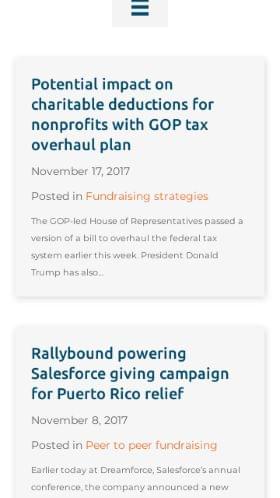 Potential impact on
charitable deductions for
nonprofits with GOP tax
overhaul plan
November 17, 2017
Posted in Fundraising strategies
The GOP-led House of Representatives passed a
version of a bill to overhaul the federal tax
system earlier this week. President Donald
Trump has also...
Rallybound powering
Salesforce giving campaign
for Puerto Rico relief
November 8, 2017
Posted in Peer to peer fundraising
Earlier today at Dreamforce, Salesforce's annual
conference, the company announced a new